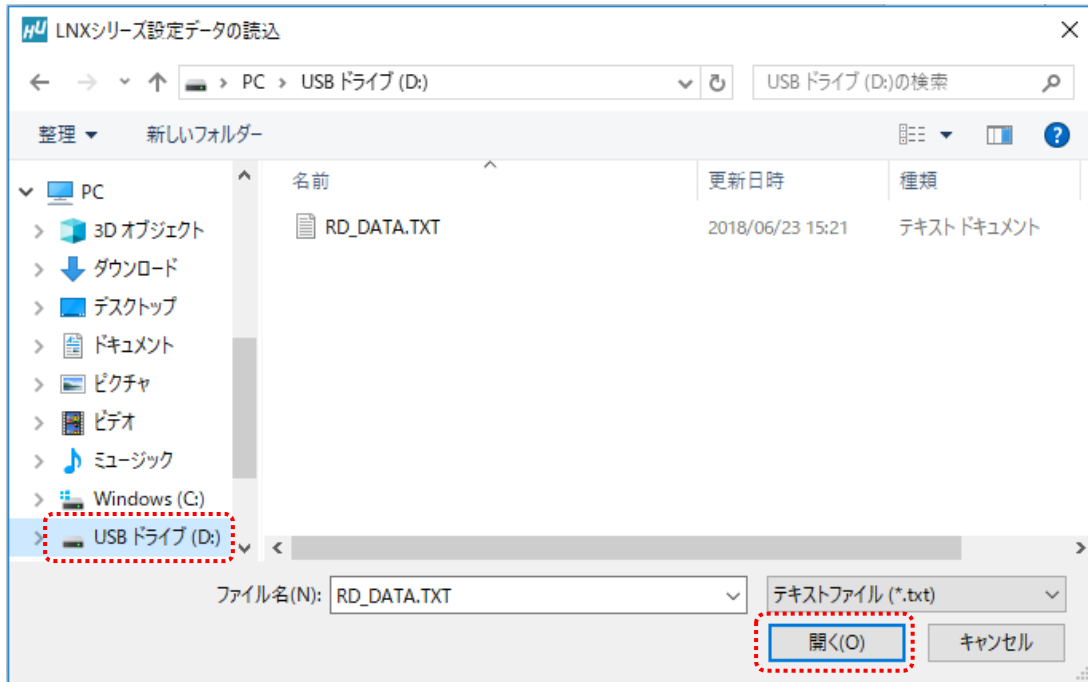 HU LNXシリーズ設定データの読込
PC › USB ドライブ (D:) USB ドライブ (D:)の検索
整理 新しいフォルダー ?
PC
3D オブジェクト
ダウンロード
デスクトップ
ドキュメント
ピクチャ
ビデオ
ミュージック
Windows (C:)
USB ドライブ (D:)
名前 更新日時 種類
RD_DATA.TXT 2018/06/23 15:21 テキスト ドキュメント
ファイル名(N): RD_DATA.TXT テキストファイル (*.txt)
開く(O) キャンセル